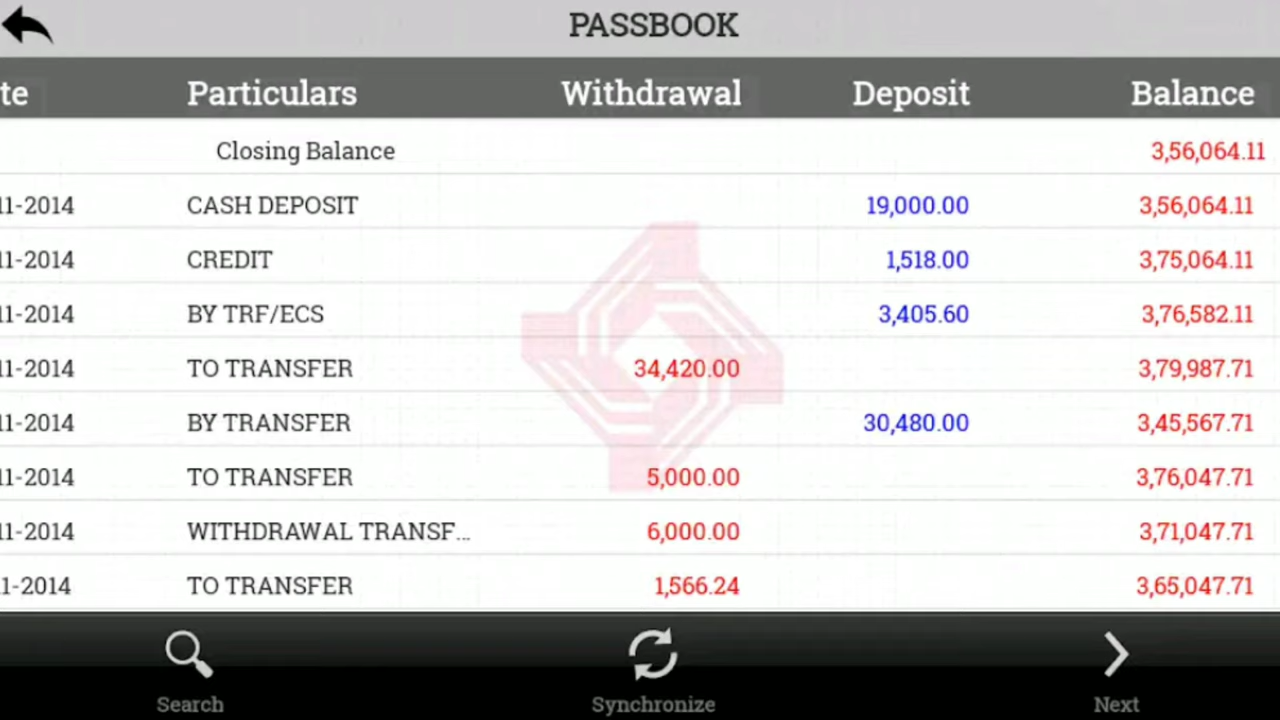 PASSBOOK
te Particulars Withdrawal Deposit Balance
Closing Balance 3,56,064.11
11-2014 CASH DEPOSIT 19,000.00 3,56,064.11
11-2014 CREDIT 1,518.00 3,75,064.11
11-2014 BY TRF/ECS 3,405.60 3,76,582.11
11-2014 TO TRANSFER 34,420.00 3,79,987.71
11-2014 BY TRANSFER 30,480.00 3,45,567.71
11-2014 TO TRANSFER 5,000.00 3,76,047.71
11-2014 WITHDRAWAL TRANSF... 6,000.00 3,71,047.71
1-2014 TO TRANSFER 1,566.24 3,65,047.71
Search Synchronize Next